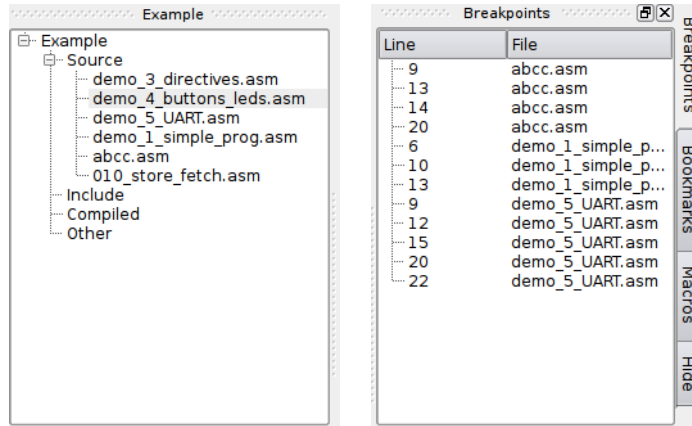 Example
Example
Source
demo_3_directives.asm
demo_4_buttons_leds.asm
demo_5_UART.asm
demo_1_simple_prog.asm
abcc.asm
010_store_fetch.asm
Include
Compiled
Other
Breakpoints
Line File
9 abcc.asm
13 abcc.asm
14 abcc.asm
20 abcc.asm
6 demo_1_simple_p...
10 demo_1_simple_p...
13 demo_1_simple_p...
9 demo_5_UART.asm
12 demo_5_UART.asm
15 demo_5_UART.asm
20 demo_5_UART.asm
22 demo_5_UART.asm
Breakpoints
Bookmarks
Macros
Hide